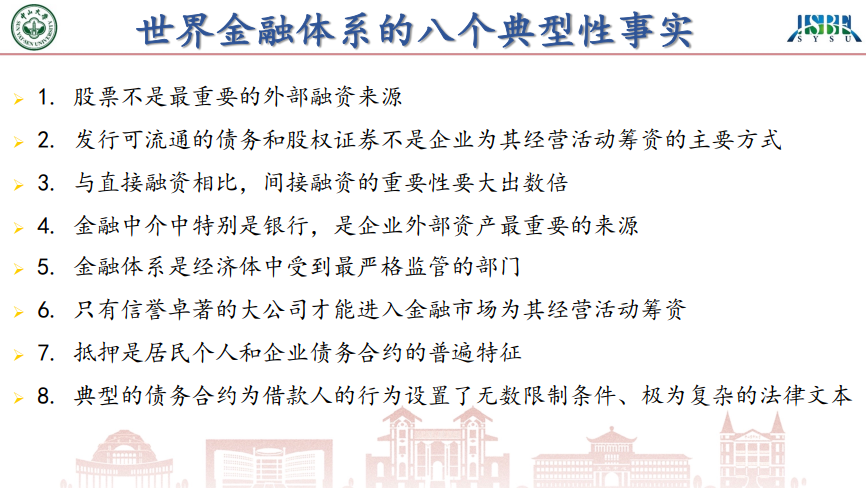 世界金融体系的八个典型性事实
中山大学
SUN YAT-SEN UNIVERSITY
HSBF
SYSU
1. 股票不是最重要的外部融资来源
2. 发行可流通的债务和股权证券不是企业为其经营活动筹资的主要方式
3. 与直接融资相比，间接融资的重要性要大出数倍
4. 金融中介中特别是银行，是企业外部资产最重要的来源
5. 金融体系是经济体中受到最严格监管的部门
6. 只有信誉卓著的大公司才能进入金融市场为其经营活动筹资
7. 抵押是居民个人和企业债务合约的普遍特征
8. 典型的债务合约为借款人的行为设置了无数限制条件、极为复杂的法律文本